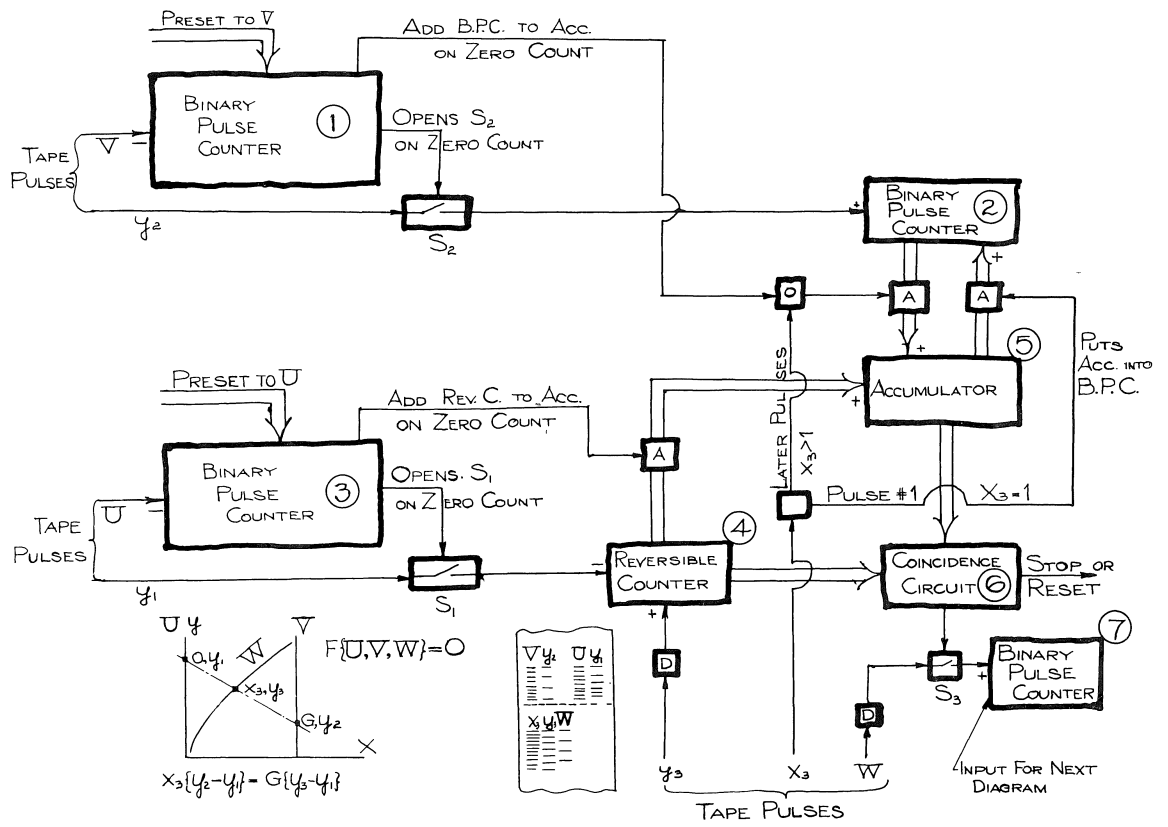 PRESET TO V
ADD B.P.C. TO ACC.
ON ZERO COUNT
BINARY
PULSE
COUNTER
1
OPENS S2
ON ZERO COUNT
V
TAPE
PULSES
y2
S2
BINARY
PULSE
COUNTER
2
O
A
A
PUTS
ACC. INTO
B.P.C.
5
ACCUMULATOR
LATER PULSES
X3>1
PULSE #1
X3=1
PRESET TO U
ADD REV. C. TO ACC.
ON ZERO COUNT
A
BINARY
PULSE
COUNTER
3
OPENS. S1
ON ZERO COUNT
U
TAPE
PULSES
y1
S1
4
REVERSIBLE
COUNTER
COINCIDENCE
CIRCUIT
6
STOP OR
RESET
7
BINARY
PULSE
COUNTER
S3
D
D
INPUT FOR NEXT
DIAGRAM
y3
X3
W
TAPE PULSES
U y
V
W
F{U,V,W}=O
O,y1
X3,y3
G,y2
X
X3{y2-y1}=G{y3-y1}
V y2 U y1
X3 y3 W